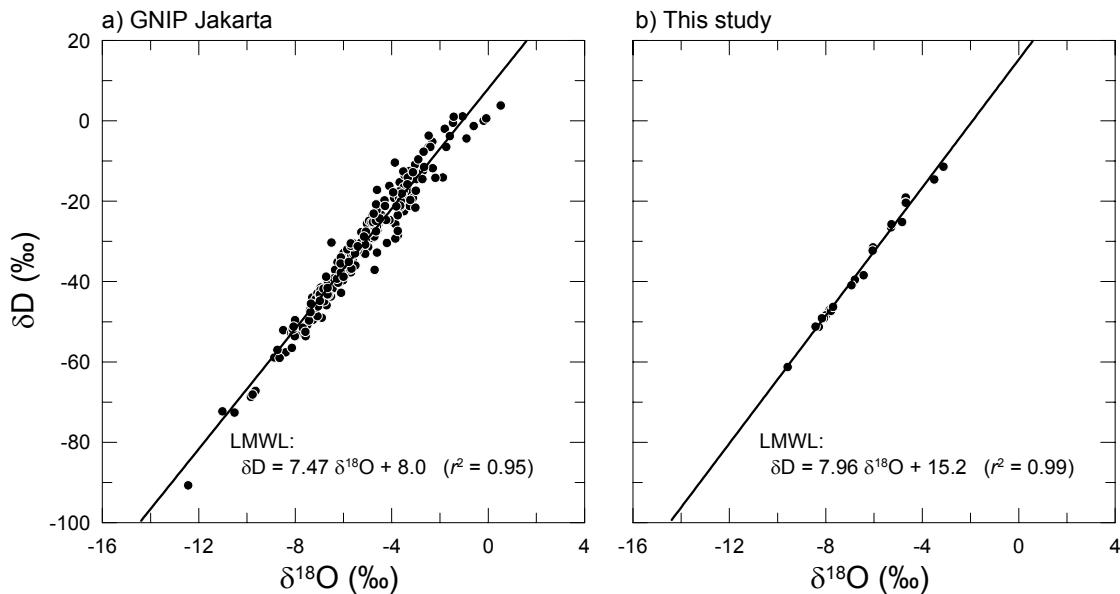 a) GNIP Jakarta
b) This study
20
0
-20
-40
-60
-80
-100
δD (‰)
LMWL:
δD = 7.47 δ¹⁸O + 8.0 (r² = 0.95)
LMWL:
δD = 7.96 δ¹⁸O + 15.2 (r² = 0.99)
-16 -12 -8 -4 0 4
-16 -12 -8 -4 0 4
δ¹⁸O (‰)
δ¹⁸O (‰)